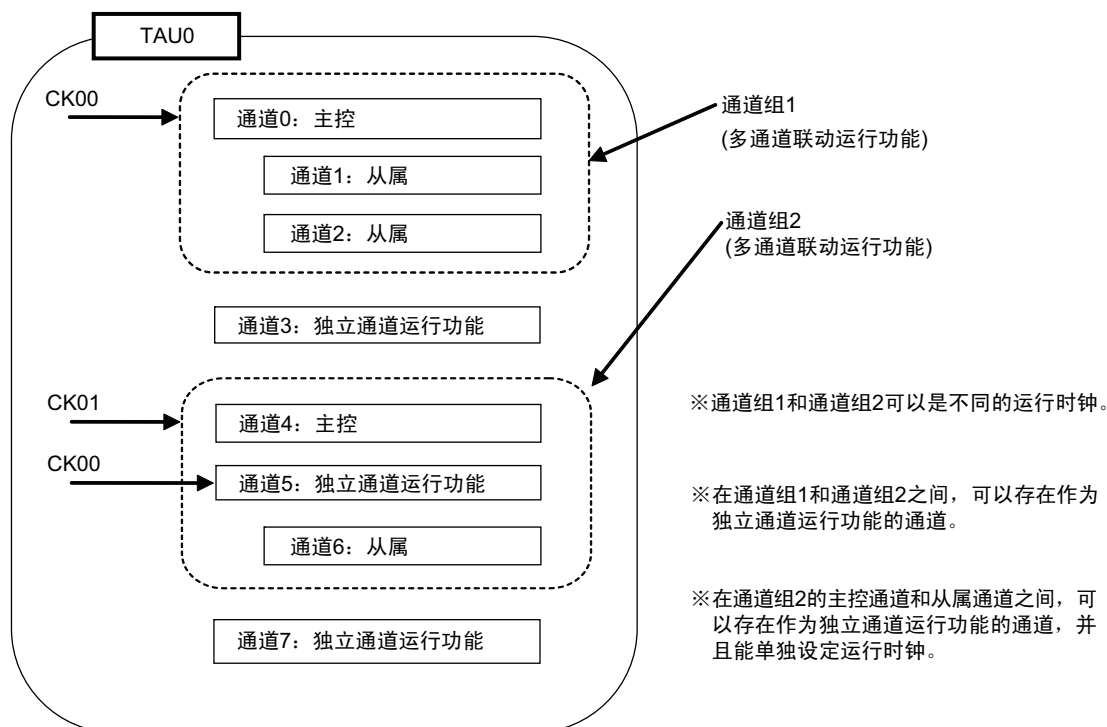 TAU0
CK00
通道0：主控
通道1：从属
通道2：从属
通道组1
(多通道联动运行功能)
通道组2
(多通道联动运行功能)
通道3：独立通道运行功能
CK01
通道4：主控
CK00
通道5：独立通道运行功能
通道6：从属
通道7：独立通道运行功能
※通道组1和通道组2可以是不同的运行时钟。
※在通道组1和通道组2之间，可以存在作为
独立通道运行功能的通道。
※在通道组2的主控通道和从属通道之间，可
以存在作为独立通道运行功能的通道，并
且能单独设定运行时钟。